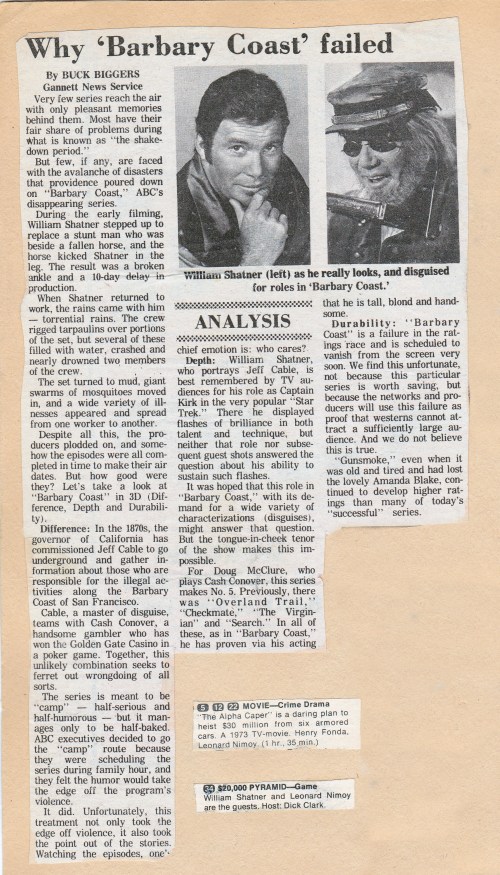 Why 'Barbary Coast' failed
By BUCK BIGGERS
Gannett News Service
Very few series reach the air
with only pleasant memories
behind them. Most have their
fair share of problems during
what is known as "the shake-
down period."
But few, if any, are faced
with the avalanche of disasters
that providence poured down
on "Barbary Coast," ABC's
disappearing series.
During the early filming,
William Shatner stepped up to
replace a stunt man who was
beside a fallen horse, and the
horse kicked Shatner in the
leg. The result was a broken
ankle and a 10-day delay in
production.
When Shatner returned to
work, the rains came with him
— torrential rains. The crew
rigged tarpaulins over portions
of the set, but several of these
filled with water, crashed and
nearly drowned two members
of the crew.
The set turned to mud, giant
swarms of mosquitoes moved
in, and a wide variety of ill-
nesses appeared and spread
from one worker to another.
Despite all this, the pro-
ducers plodded on, and some-
how the episodes were all com-
pleted in time to make their air
dates. But how good were
they? Let's take a look at
"Barbary Coast" in 3D (Dif-
ference, Depth and Durabili-
ty).
Difference: In the 1870s, the
governor of California has
commissioned Jeff Cable to go
underground and gather in-
formation about those who are
responsible for the illegal ac-
tivities along the Barbary
Coast of San Francisco.
Cable, a master of disguise,
teams with Cash Conover, a
handsome gambler who has
won the Golden Gate Casino in
a poker game. Together, this
unlikely combination seeks to
ferret out wrongdoing of all
sorts.
The series is meant to be
"camp" — half-serious and
half-humorous — but it man-
ages only to be half-baked.
ABC executives decided to go
the "camp" route because
they were scheduling the
series during family hour, and
they felt the humor would take
the edge off the program's
violence.
It did. Unfortunately, this
treatment not only took the
edge off violence, it also took
the point out of the stories.
Watching the episodes, one'
William Shatner (left) as he really looks, and disguised
for roles in 'Barbary Coast.'
ANALYSIS
chief emotion is: who cares?
Depth: William Shatner,
who portrays Jeff Cable, is
best remembered by TV au-
diences for his role as Captain
Kirk in the very popular "Star
Trek." There he displayed
flashes of brilliance in both
talent and technique, but
neither that role nor subse-
quent guest shots answered the
question about his ability to
sustain such flashes.
It was hoped that this role in
"Barbary Coast," with its de-
mand for a wide variety of
characterizations (disguises),
might answer that question.
But the tongue-in-cheek tenor
of the show makes this im-
possible.
For Doug McClure, who
plays Cash Conover, this series
makes No. 5. Previously, there
was "Overland Trail,"
"Checkmate," "The Virgin-
ian" and "Search." In all of
these, as in "Barbary Coast,"
he has proven via his acting
that he is tall, blond and hand-
some.
Durability: "Barbary
Coast" is a failure in the rat-
ings race and is scheduled to
vanish from the screen very
soon. We find this unfortunate,
not because this particular
series is worth saving, but
because the networks and pro-
ducers will use this failure as
proof that westerns cannot at-
tract a sufficiently large au-
dience. And we do not believe
this is true.
"Gunsmoke," even when it
was old and tired and had lost
the lovely Amanda Blake, con-
tinued to develop higher rat-
ings than many of today's
"successful" series.
5 12 22 MOVIE—Crime Drama
"The Alpha Caper" is a daring plan to
heist $30 million from six armored
cars. A 1973 TV-movie. Henry Fonda,
Leonard Nimoy. (1 hr., 35 min.)
34 $20,000 PYRAMID—Game
William Shatner and Leonard Nimoy
are the guests. Host: Dick Clark.